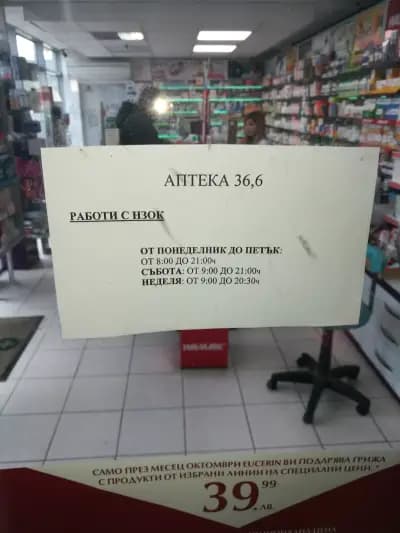 АПТЕКА 36,6
РАБОТИ С НЗОК
ОТ ПОНЕДЕЛНИК ДО ПЕТЪК:
ОТ 8:00 ДО 21:00ч
СЪБОТА: ОТ 9:00 ДО 21:00ч
НЕДЕЛЯ: ОТ 9:00 ДО 20:30ч
САМО ПРЕЗ МЕСЕЦ ОКТОМВРИ EUCERIN ВИ ПОДАРЯВА ГРИЖА
С ПРОДУКТИ ОТ ИЗБРАНИ ЛИНИИ НА СПЕЦИАЛНИ ЦЕНИ
39,99
лв.